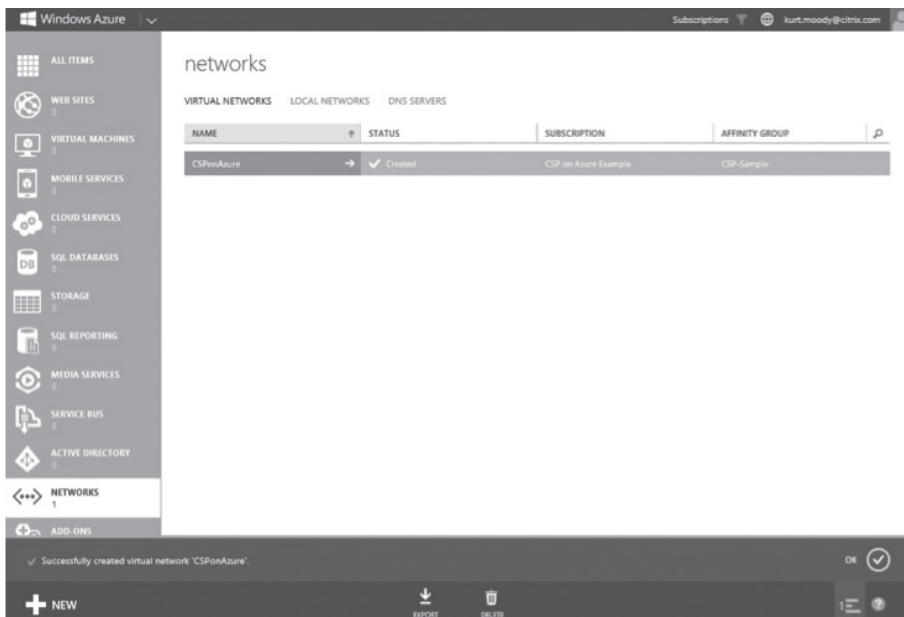 Windows Azure
Subscriptions
kurt.moody@citrix.com
ALL ITEMS
WEB SITES
0
VIRTUAL MACHINES
0
MOBILE SERVICES
0
CLOUD SERVICES
0
SQL DATABASES
0
DB
STORAGE
0
SQL REPORTING
0
MEDIA SERVICES
0
SERVICE BUS
0
ACTIVE DIRECTORY
0
NETWORKS
1
ADD-ONS
networks
VIRTUAL NETWORKS LOCAL NETWORKS DNS SERVERS
NAME STATUS SUBSCRIPTION AFFINITY GROUP
CSPonAzure Created CSP on Azure Example CSP-Sample
Successfully created virtual network 'CSPonAzure'.
OK
NEW
EXPORT
DELETE
1
?